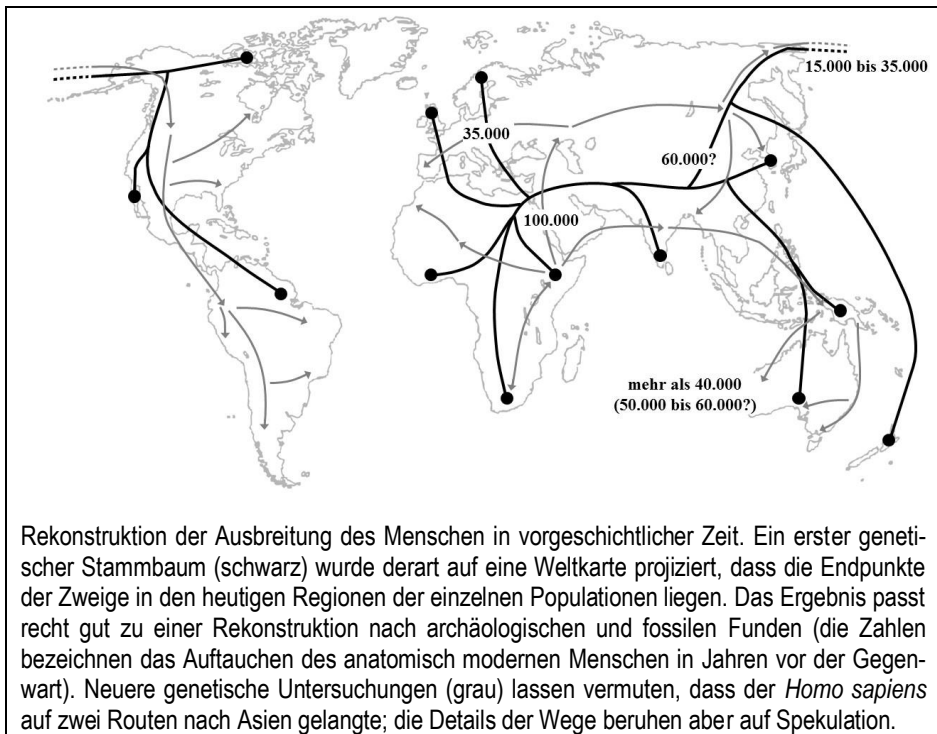 15.000 bis 35.000
35.000
60.000?
100.000
mehr als 40.000
(50.000 bis 60.000?)
Rekonstruktion der Ausbreitung des Menschen in vorgeschichtlicher Zeit. Ein erster geneti-
scher Stammbaum (schwarz) wurde derart auf eine Weltkarte projiziert, dass die Endpunkte
der Zweige in den heutigen Regionen der einzelnen Populationen liegen. Das Ergebnis passt
recht gut zu einer Rekonstruktion nach archäologischen und fossilen Funden (die Zahlen
bezeichnen das Auftauchen des anatomisch modernen Menschen in Jahren vor der Gegen-
wart). Neuere genetische Untersuchungen (grau) lassen vermuten, dass der Homo sapiens
auf zwei Routen nach Asien gelangte; die Details der Wege beruhen aber auf Spekulation.